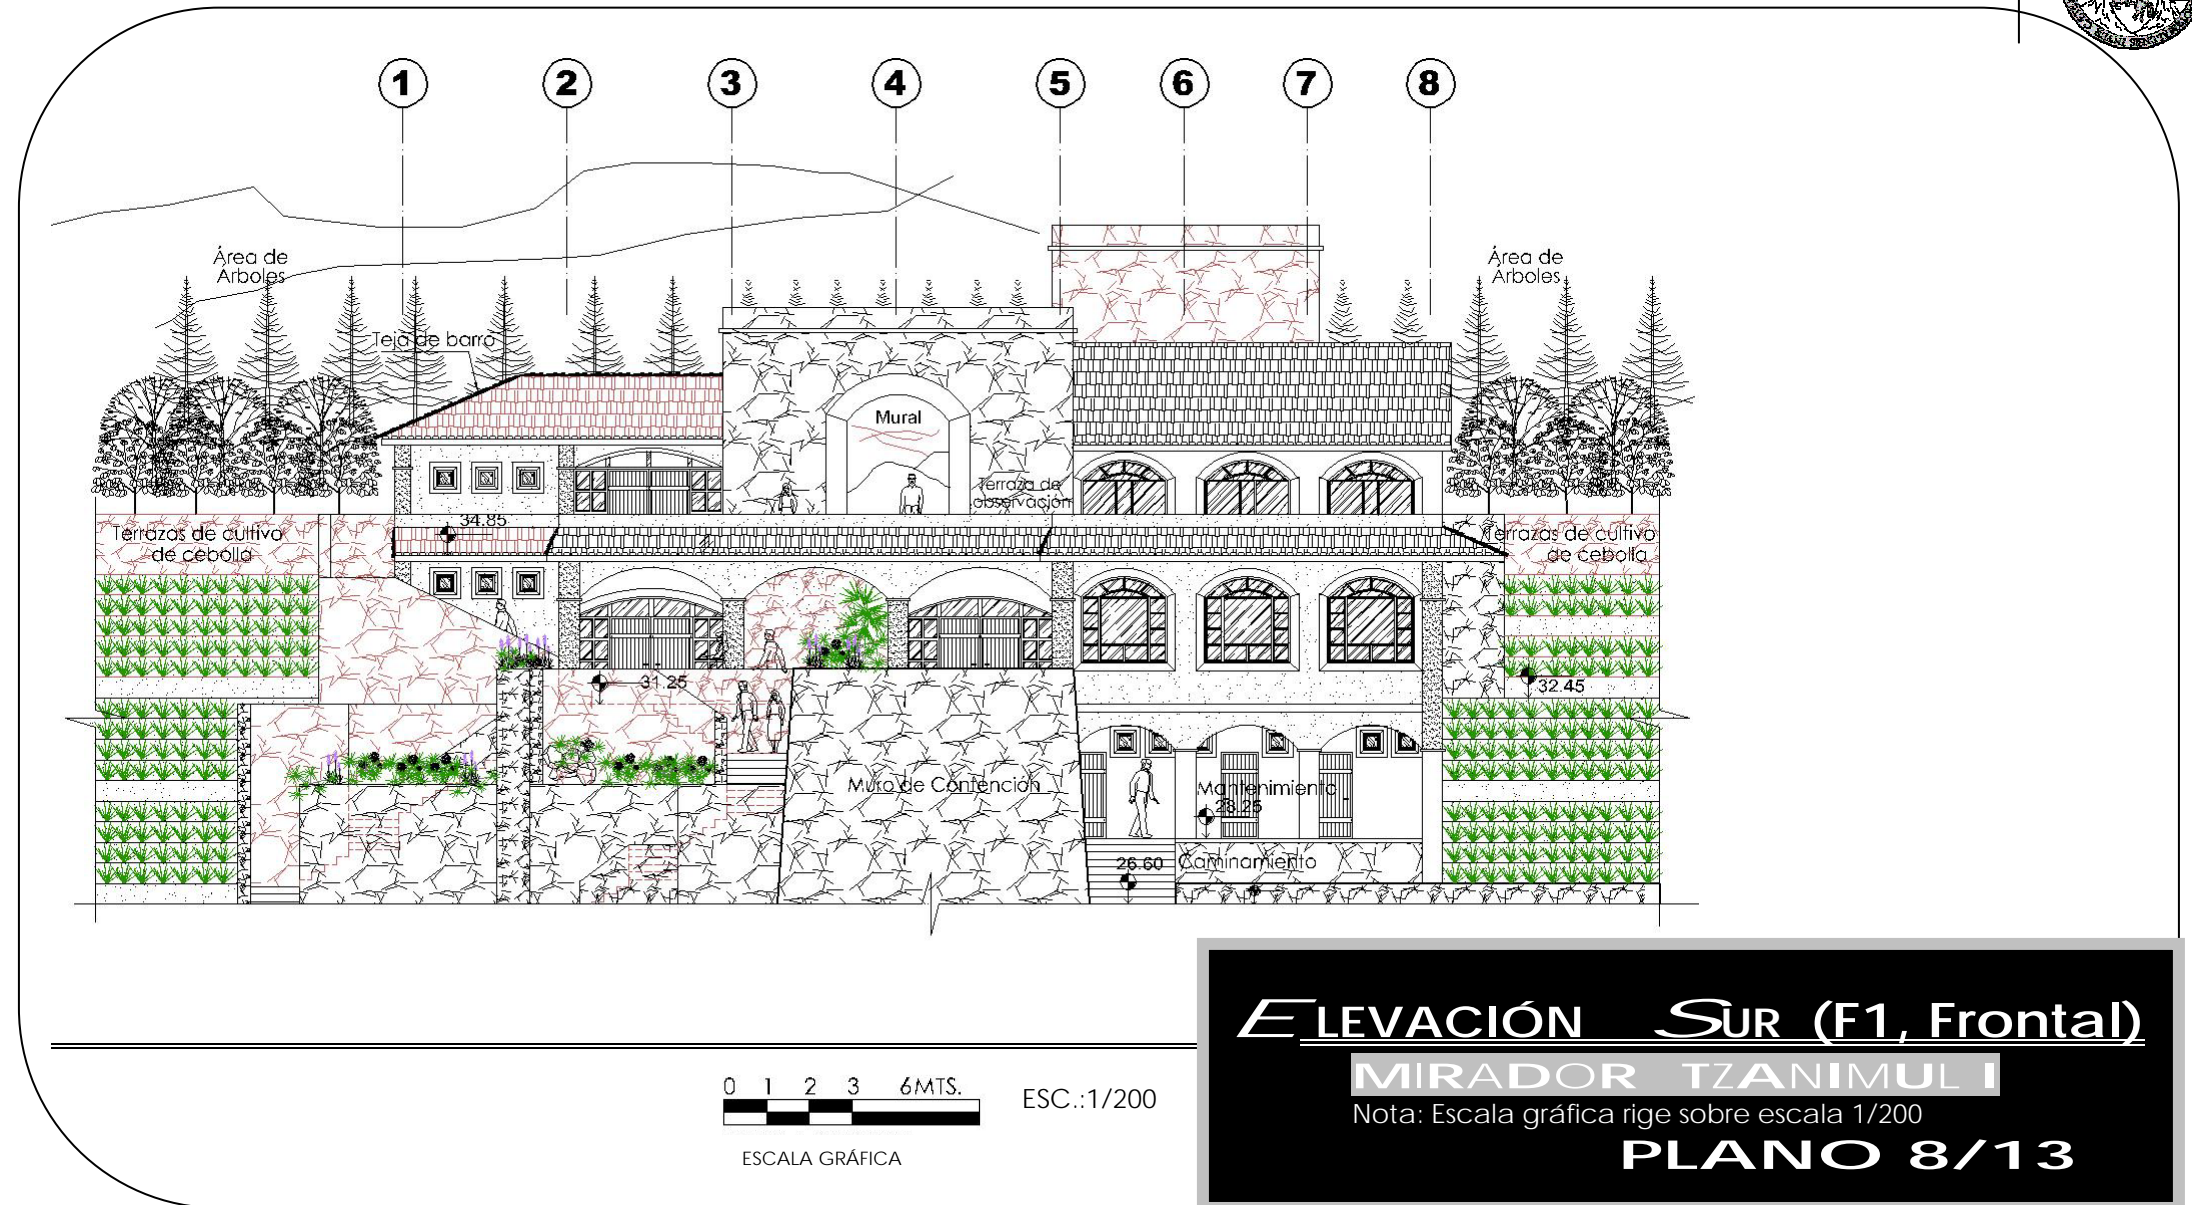 1 2 3 4 5 6 7 8
Área de
Arboles
Área de
Arboles
Teja de barro
Mural
Terraza de
observación
34.85
Terrazas de cultivo
de cebolla
Terrazas de cultivo
de cebolla
31.25
32.45
Muro de Contención
Mantenimiento
28.25
26.60 Caminamiento
ELEVACIÓN SUR (F1, Frontal)
MIRADOR TZANIMUL I
Nota: Escala gráfica rige sobre escala 1/200
PLANO 8/13
0 1 2 3 6MTS.
ESC.:1/200
ESCALA GRÁFICA